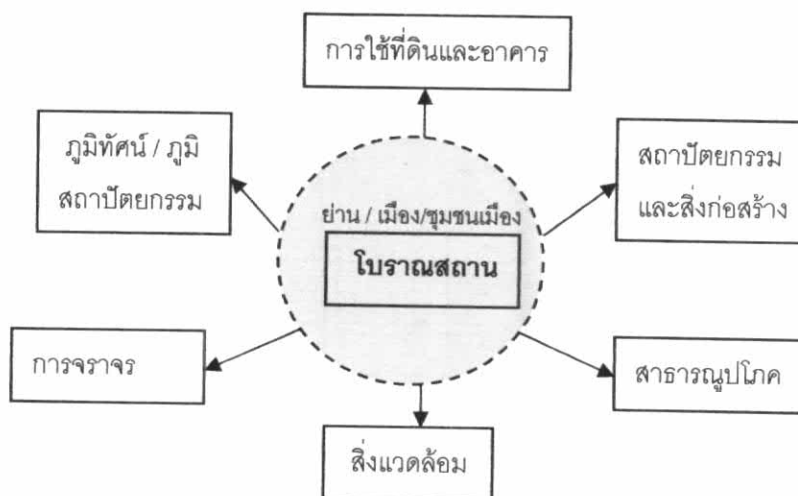 การใช้ที่ดินและอาคาร
ภูมิทัศน์ / ภูมิ
สถาปัตยกรรม
สถาปัตยกรรม
และสิ่งก่อสร้าง
ย่าน / เมือง/ชุมชนเมือง
โบราณสถาน
การจราจร
สาธารณูปโภค
สิ่งแวดล้อม